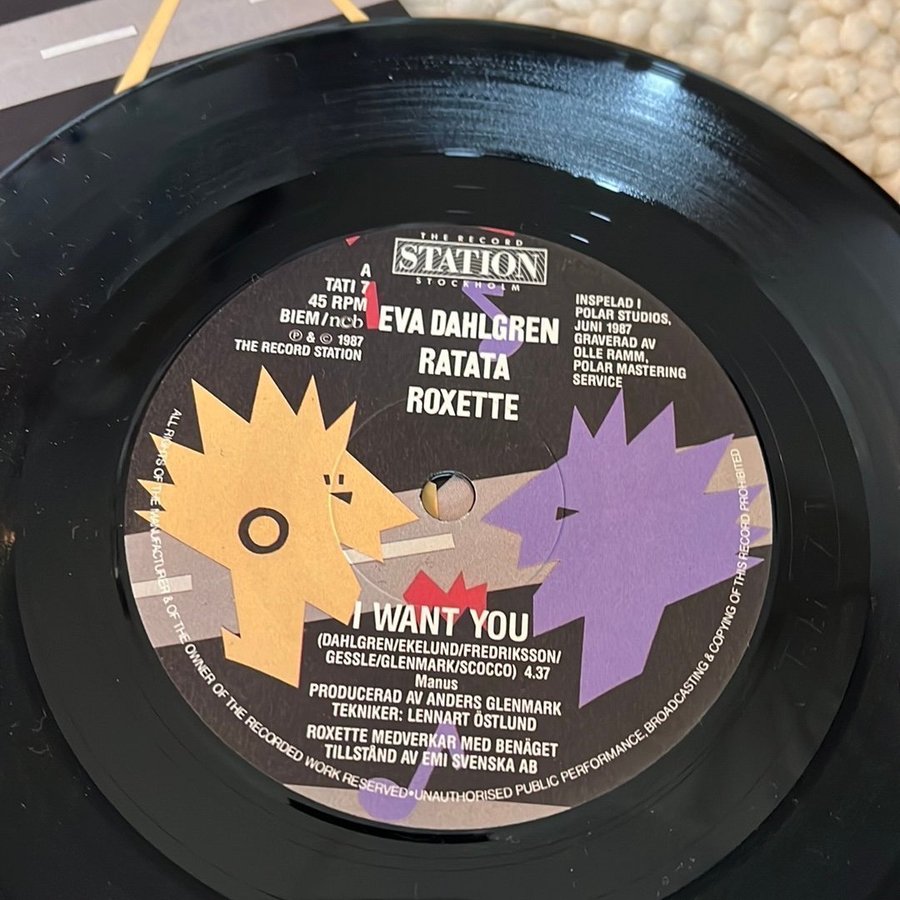 THE RECORD
STATION
STOCKHOLM
A
TATI 7
45 RPM
BIEM/ncb
℗ & © 1987
THE RECORD STATION
EVA DAHLGREN
RATATA
ROXETTE
INSPELAD I
POLAR STUDIOS,
JUNI 1987
GRAVERAD AV
OLLE RAMM,
POLAR MASTERING
SERVICE
I WANT YOU
(DAHLGREN/EKELUND/FREDRIKSSON/
GESSLE/GLENMARK/SCOCCO) 4.37
Manus
PRODUCERAD AV ANDERS GLENMARK
TEKNIKER: LENNART ÖSTLUND
ROXETTE MEDVERKAR MED BENÄGET
TILLSTÅND AV EMI SVENSKA AB
ALL RIGHTS OF THE MANUFACTURER & OF THE OWNER OF THE RECORDED WORK RESERVED•UNAUTHORISED PUBLIC PERFORMANCE, BROADCASTING & COPYING OF THIS RECORD PROHIBITED